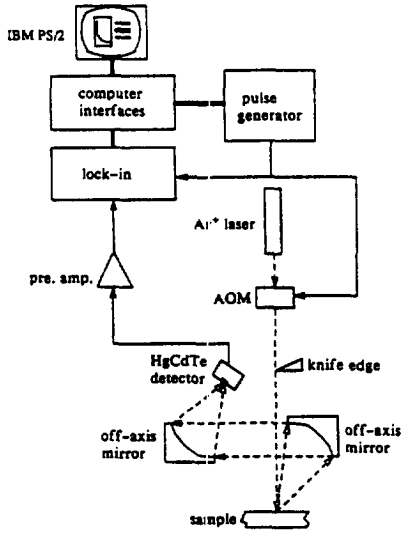 IBM PS/2
computer
interfaces
pulse
generator
lock-in
Ar+ laser
pre. amp.
AOM
HgCdTe
detector
knife edge
off-axis
mirror
off-axis
mirror
sample